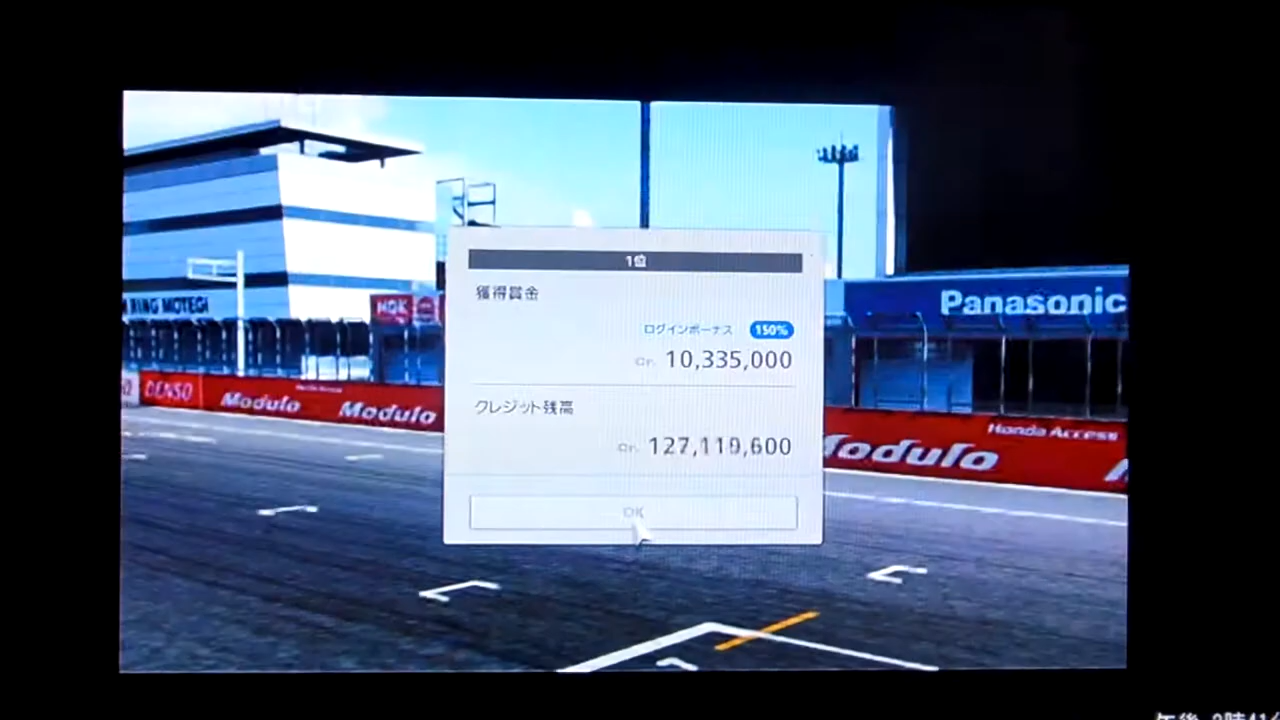 1位
獲得賞金
ログインボーナス 150%
Cr. 10,335,000
クレジット残高
Cr. 127,119,600
OK
RING MOTEGI
NGK
Panasonic
DENSO
Modulo
Modulo
Honda Access
Modulo
午後